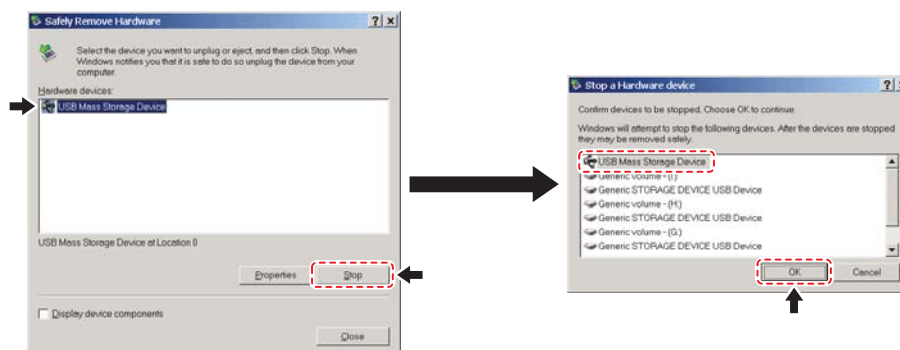 Safely Remove Hardware
Select the device you want to unplug or eject, and then click Stop. When
Windows notifies you that it is safe to do so unplug the device from your
computer.
Hardware devices:
USB Mass Storage Device
USB Mass Storage Device at Location 0
Properties
Stop
Display device components
Close
Stop a Hardware device
Confirm devices to be stopped, Choose OK to continue.
Windows will attempt to stop the following devices. After the devices are stopped
they may be removed safely.
USB Mass Storage Device
Generic volume - (I:)
Generic STORAGE DEVICE USB Device
Generic volume - (H:)
Generic STORAGE DEVICE USB Device
Generic volume - (G:)
Generic STORAGE DEVICE USB Device
OK
Cancel